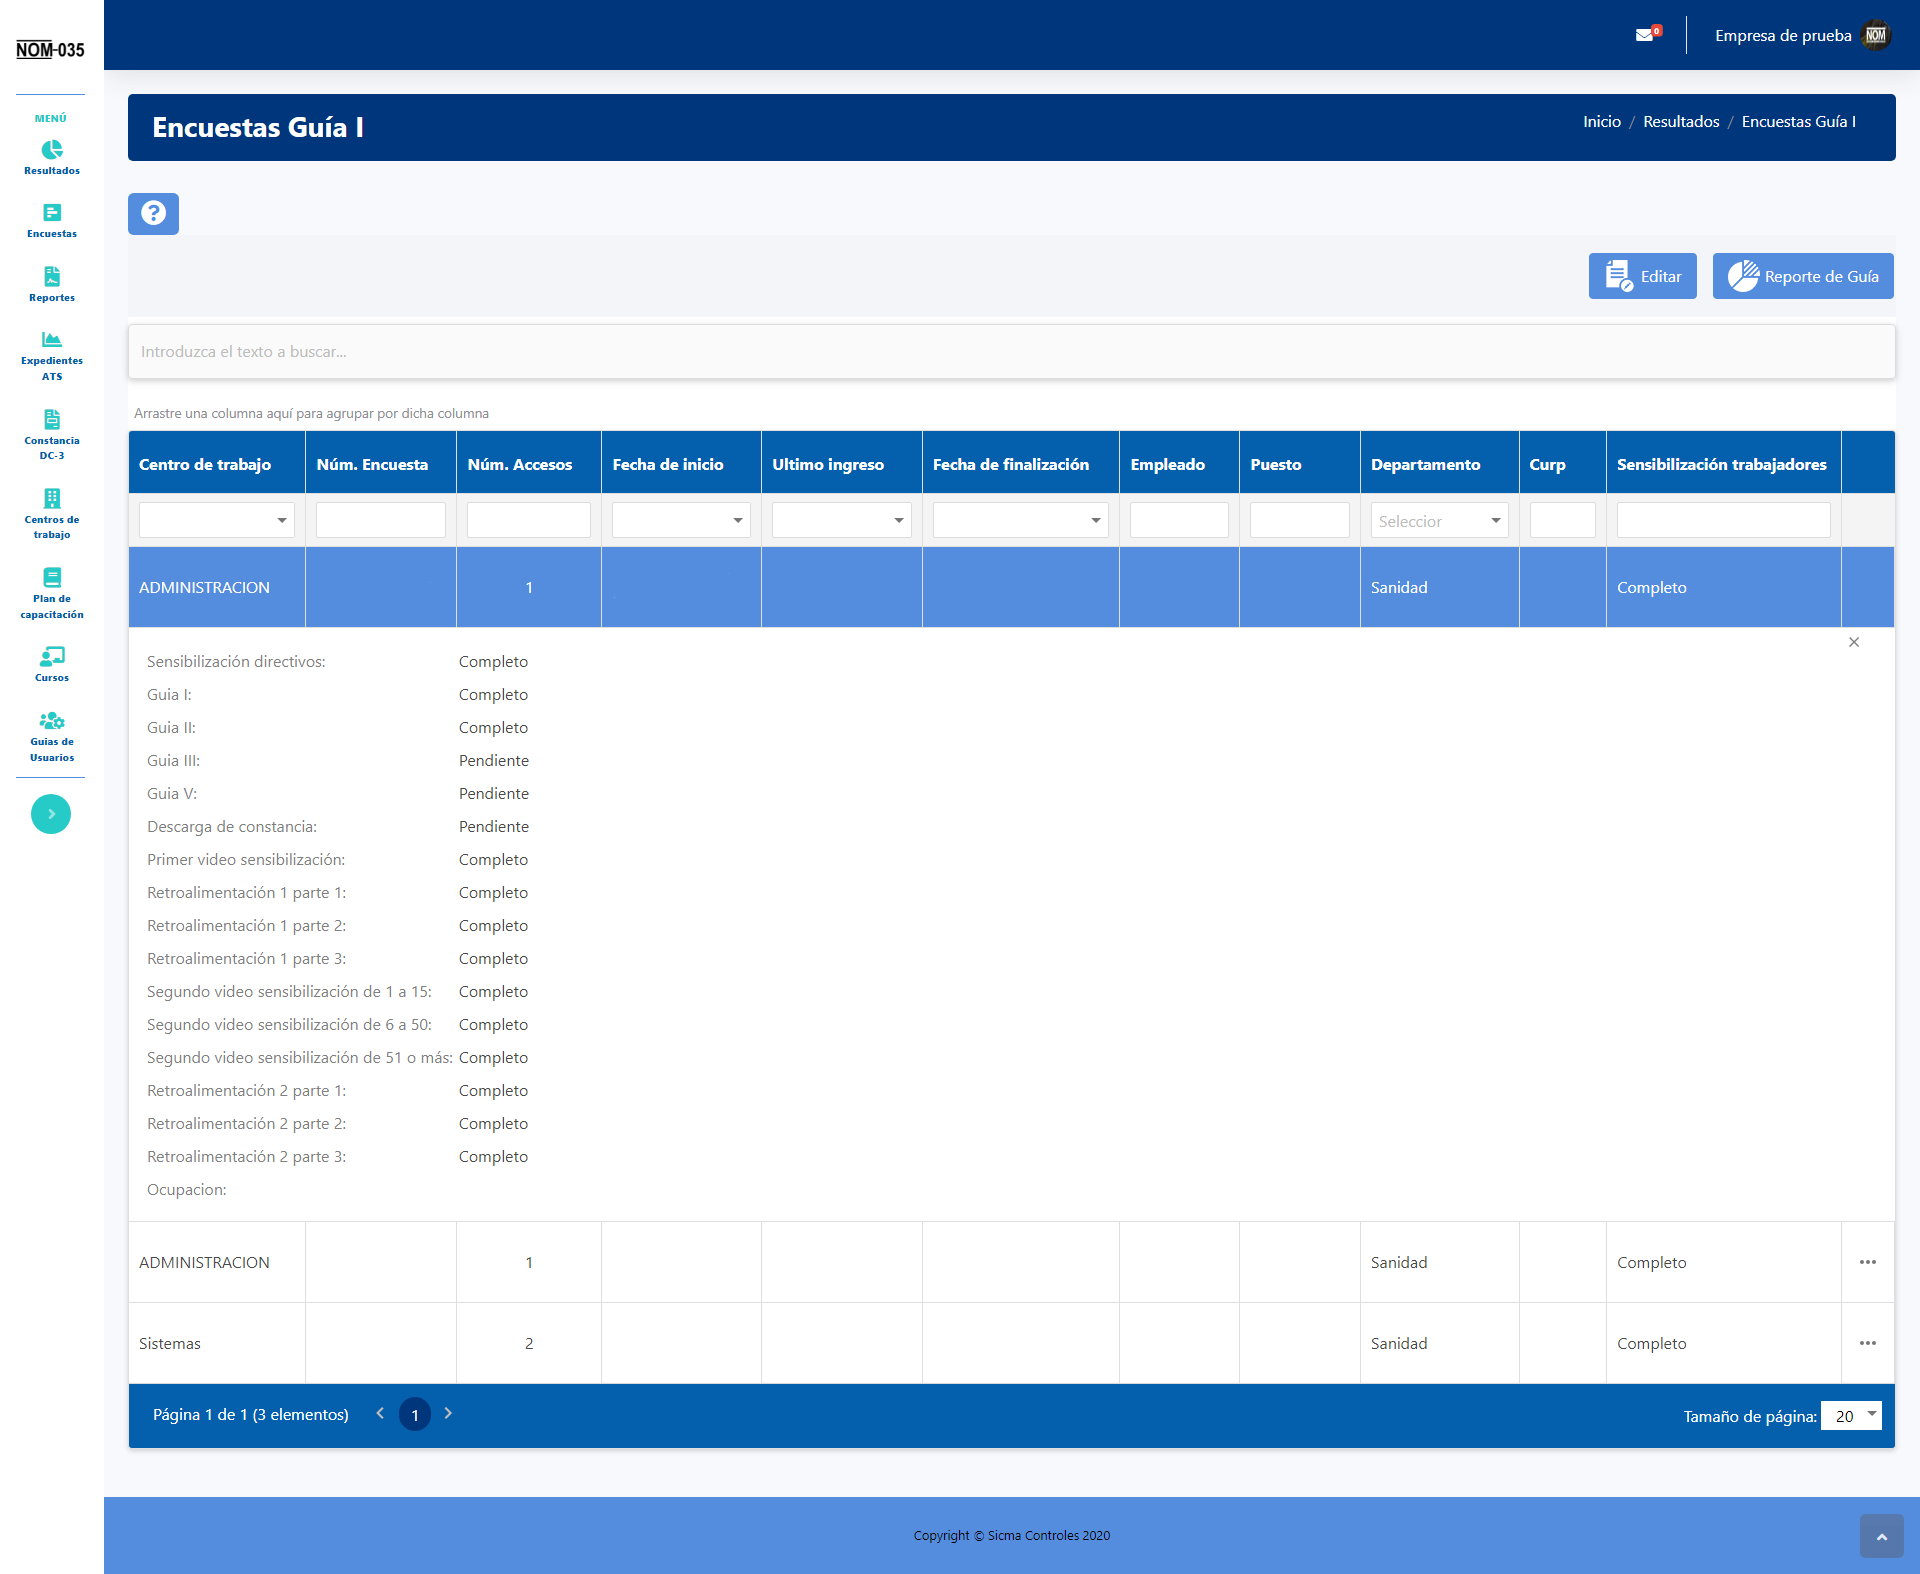 NOM-035
0
Empresa de prueba
NOM
MENÚ
Resultados
Encuestas
Reportes
Expedientes
ATS
Constancia
DC-3
Centros de
trabajo
Plan de
capacitación
Cursos
Guias de
Usuarios
Encuestas Guía I
Inicio / Resultados / Encuestas Guía I
?
Editar
Reporte de Guía
Introduzca el texto a buscar...
Arrastre una columna aquí para agrupar por dicha columna
Centro de trabajo Núm. Encuesta Núm. Accesos Fecha de inicio Ultimo ingreso Fecha de finalización Empleado Puesto Departamento Curp Sensibilización trabajadores
Seleccior
ADMINISTRACION 1 Sanidad Completo
Sensibilización directivos: Completo
Guia I: Completo
Guia II: Completo
Guia III: Pendiente
Guia V: Pendiente
Descarga de constancia: Pendiente
Primer video sensibilización: Completo
Retroalimentación 1 parte 1: Completo
Retroalimentación 1 parte 2: Completo
Retroalimentación 1 parte 3: Completo
Segundo video sensibilización de 1 a 15: Completo
Segundo video sensibilización de 6 a 50: Completo
Segundo video sensibilización de 51 o más: Completo
Retroalimentación 2 parte 1: Completo
Retroalimentación 2 parte 2: Completo
Retroalimentación 2 parte 3: Completo
Ocupacion:
ADMINISTRACION 1 Sanidad Completo
Sistemas 2 Sanidad Completo
Página 1 de 1 (3 elementos) 1 Tamaño de página: 20
Copyright © Sicma Controles 2020